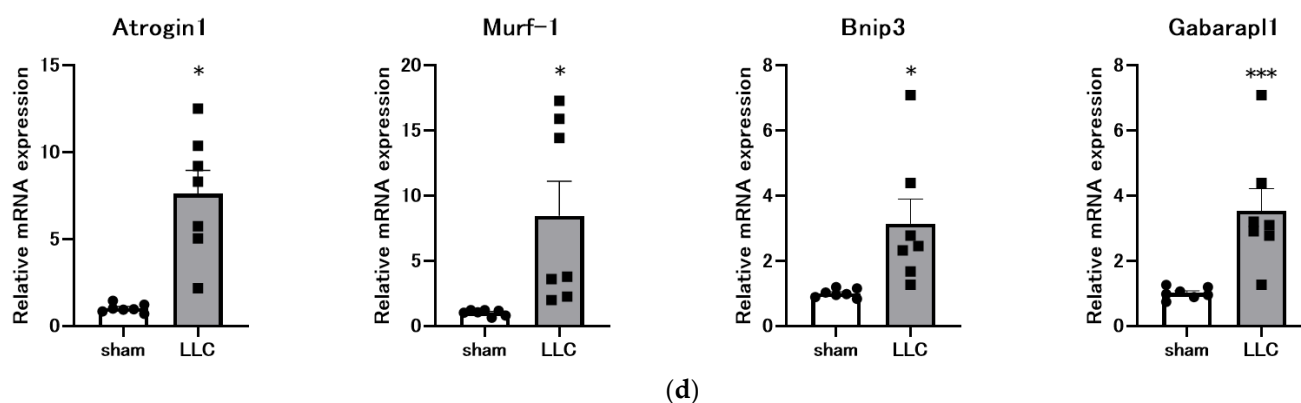 Atrogin1
Relative mRNA expression
15
10
5
0
*
sham LLC
Murf-1
Relative mRNA expression
20
15
10
5
0
*
sham LLC
Bnip3
Relative mRNA expression
8
6
4
2
0
*
sham LLC
Gabarapl1
Relative mRNA expression
8
6
4
2
0
***
sham LLC
(d)